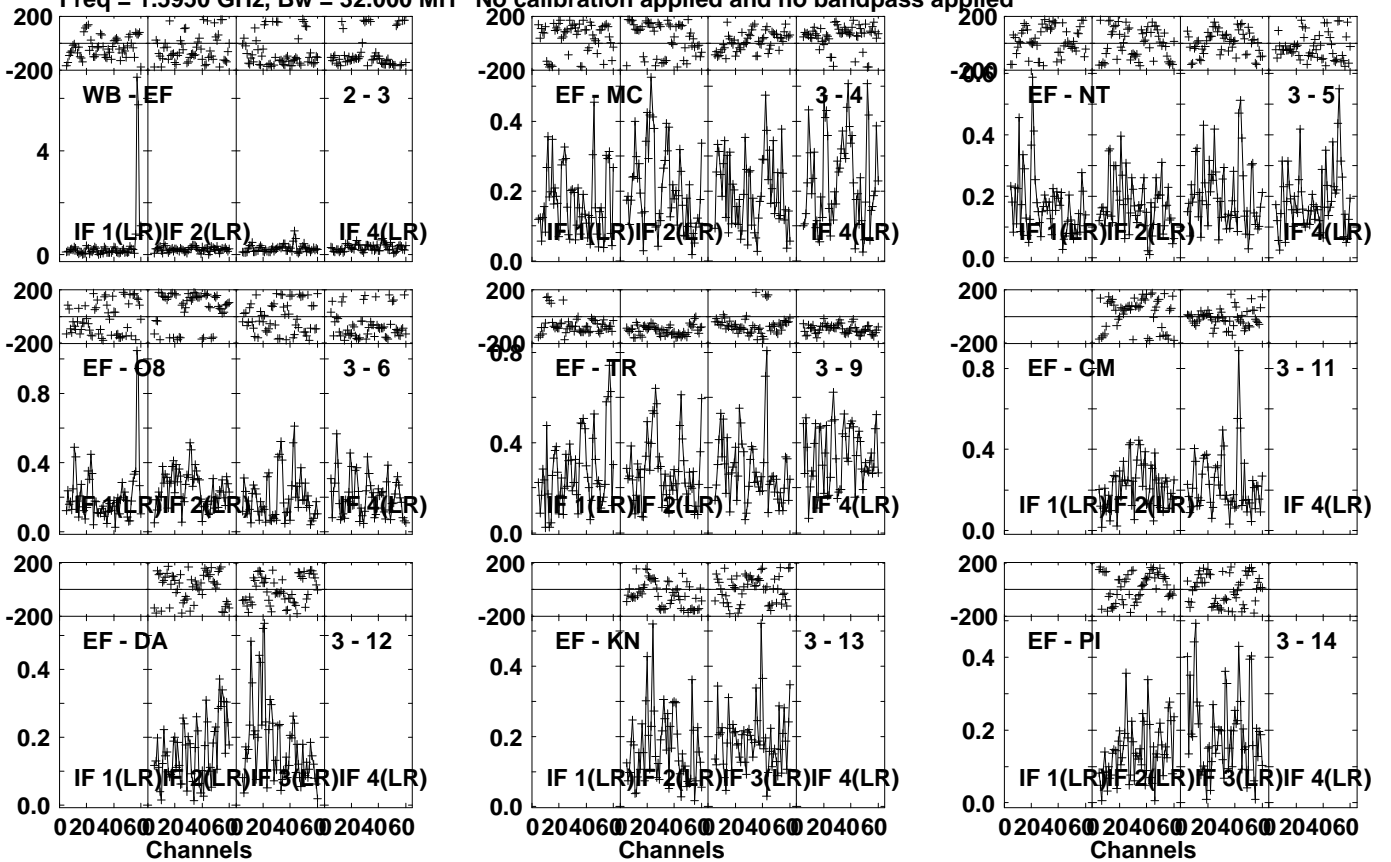 Freq = 1.5950 GHz, Bw = 32.000 MH No calibration applied and no bandpass applied
200
-200
WB - EF
2 - 3
4
0
IF 1(LR)
IF 2(LR)
IF 4(LR)
EF - MC
3 - 4
0.4
0.2
0.0
IF 1(LR)
IF 2(LR)
IF 4(LR)
-200
0.6
EF - NT
3 - 5
0.4
0.2
0.0
IF 1(LR)
IF 2(LR)
IF 4(LR)
200
-200
EF - O8
3 - 6
0.8
0.4
0.0
IF 1(LR)
IF 2(LR)
IF 4(LR)
200
-200
0.8
EF - TR
3 - 9
0.4
0.0
IF 1(LR)
IF 2(LR)
IF 4(LR)
200
-200
EF - CM
3 - 11
0.8
0.4
0.0
IF 1(LR)
IF 2(LR)
IF 4(LR)
200
-200
EF - DA
3 - 12
0.4
0.2
0.0
IF 1(LR)
IF 2(LR)
IF 3(LR)
IF 4(LR)
0 20 40 60 0 20 40 60 0 20 40 60 0 20 40 60
Channels
EF - KN
3 - 13
0.4
0.2
0.0
IF 1(LR)
IF 2(LR)
IF 3(LR)
IF 4(LR)
0 20 40 60 0 20 40 60 0 20 40 60 0 20 40 60
Channels
200
-200
EF - PI
3 - 14
0.4
0.2
0.0
IF 1(LR)
IF 2(LR)
IF 3(LR)
IF 4(LR)
0 20 40 60 0 20 40 60 0 20 40 60 0 20 40 60
Channels